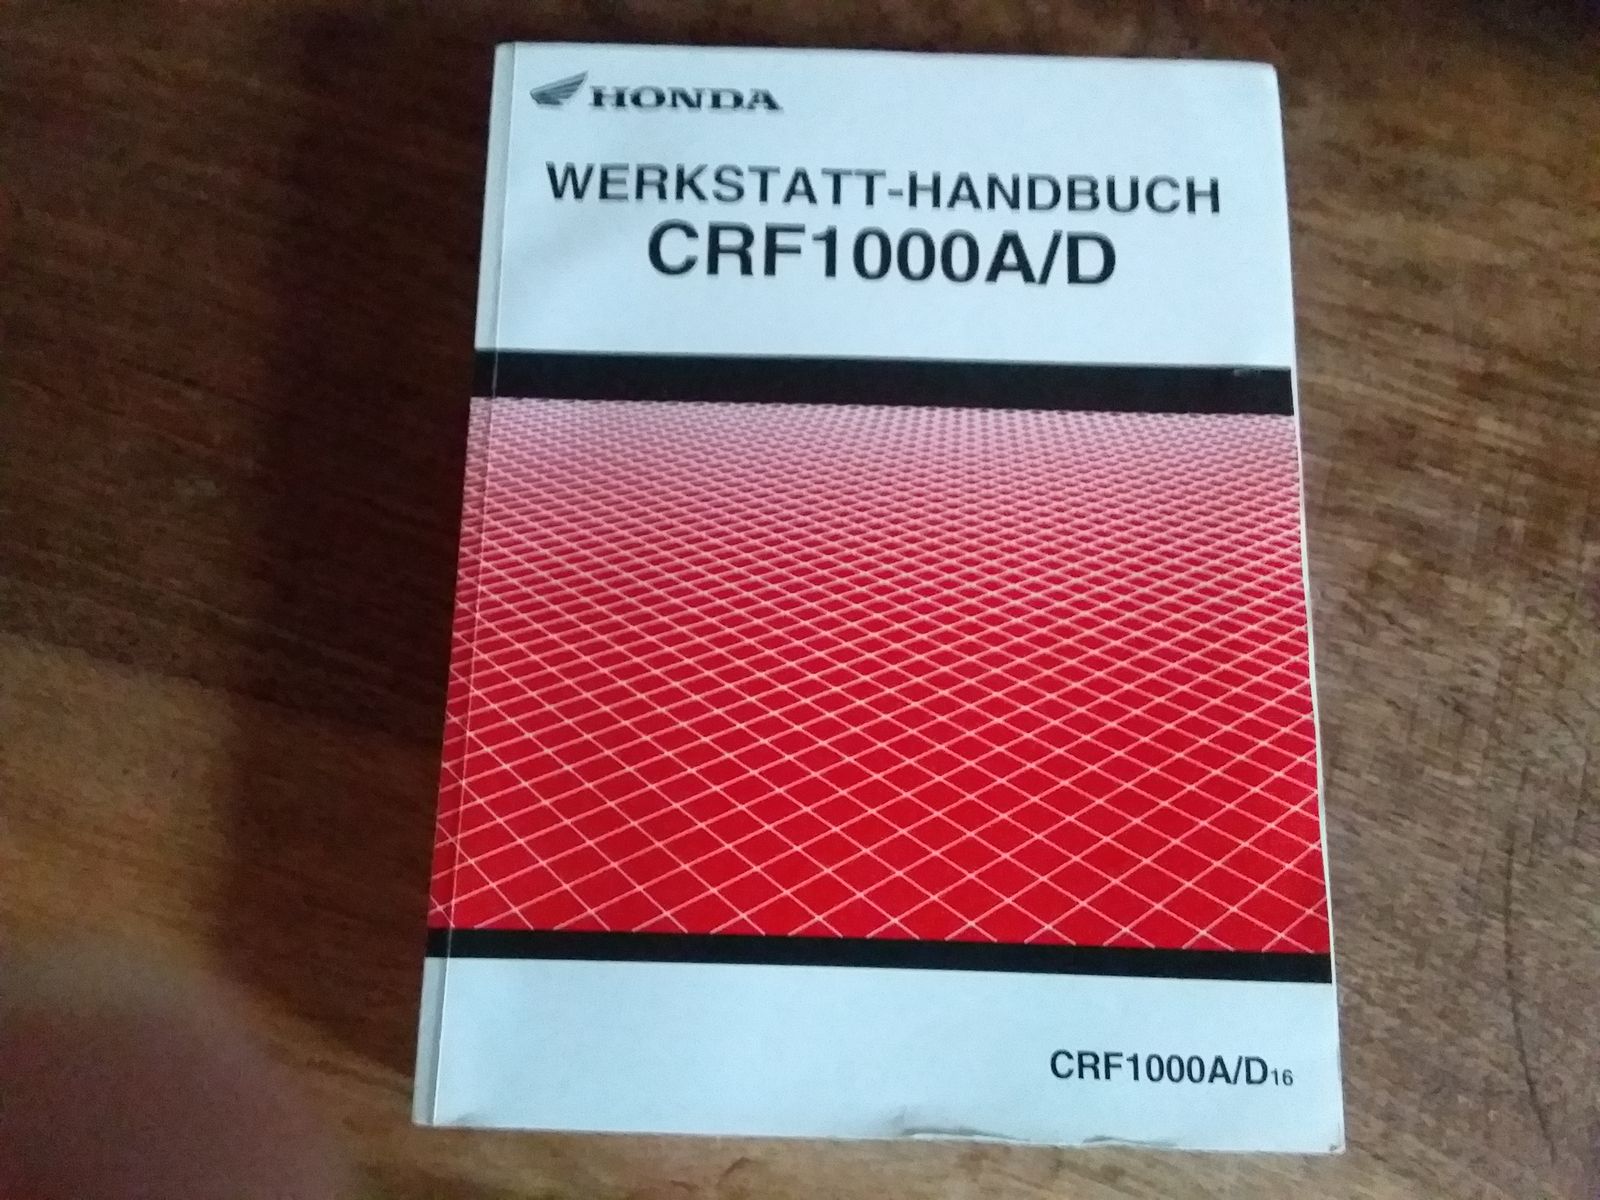 HONDA
WERKSTATT-HANDBUCH
CRF1000A/D
CRF1000A/D16